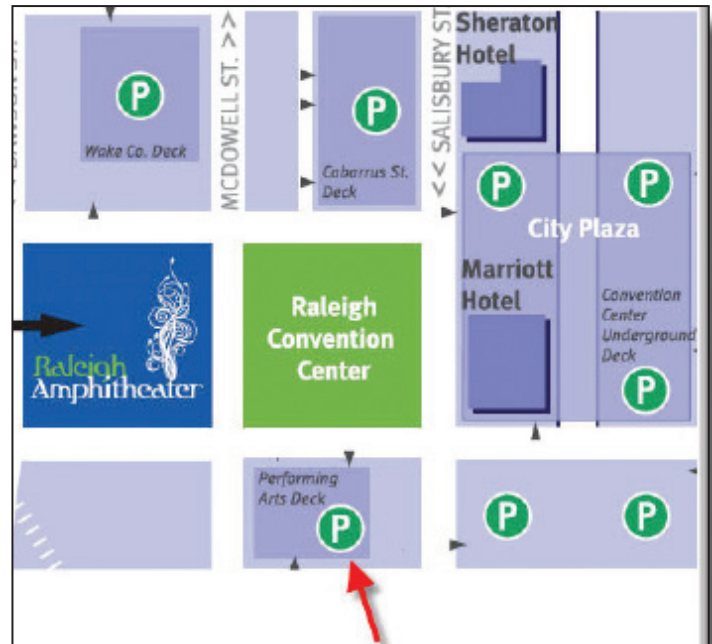 Sheraton
Hotel
MCDOWELL ST. >>
<< SALISBURY ST.
P
Wake Co. Deck
P
Cabarrus St.
Deck
P
P
City Plaza
Marriott
Hotel
Convention
Center
Underground
Deck
P
Raleigh
Amphitheater
Raleigh
Convention
Center
Performing
Arts Deck
P
P
P